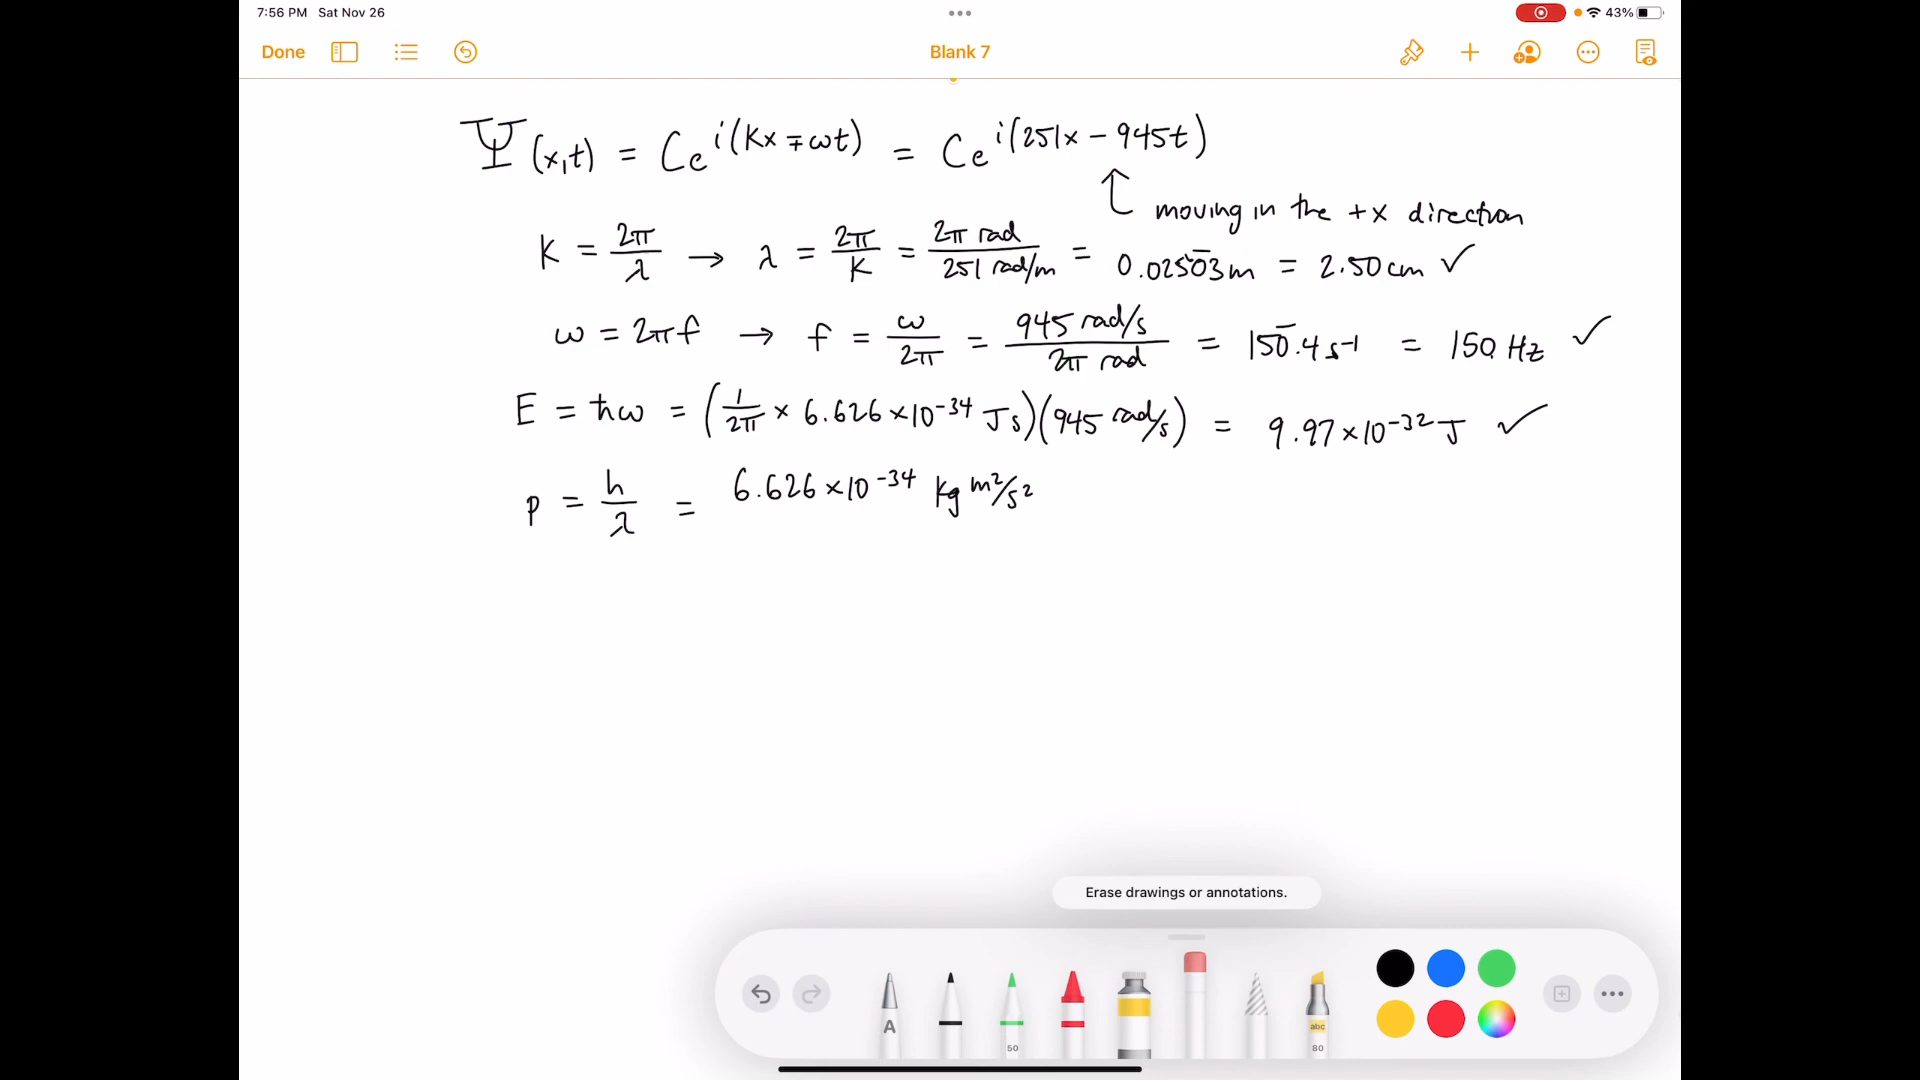 7:56 PM Sat Nov 26
43%
Done
Blank 7
Ψ(x,t) = Ce^i(Kx ∓ ωt) = Ce^i(251x − 945t)
moving in the +x direction
K = 2π/λ → λ = 2π/K = 2π rad/251 rad/m = 0.025̅03m = 2.50cm ✓
ω = 2πf → f = ω/2π = 945 rad/s/2π rad = 150̅.4 s⁻¹ = 150. Hz ✓
E = ħω = (1/2π × 6.626×10⁻³⁴ Js)(945 rad/s) = 9.97×10⁻³² J ✓
p = h/λ = 6.626×10⁻³⁴ kg m²/s²
Erase drawings or annotations.
A
50
abc
80